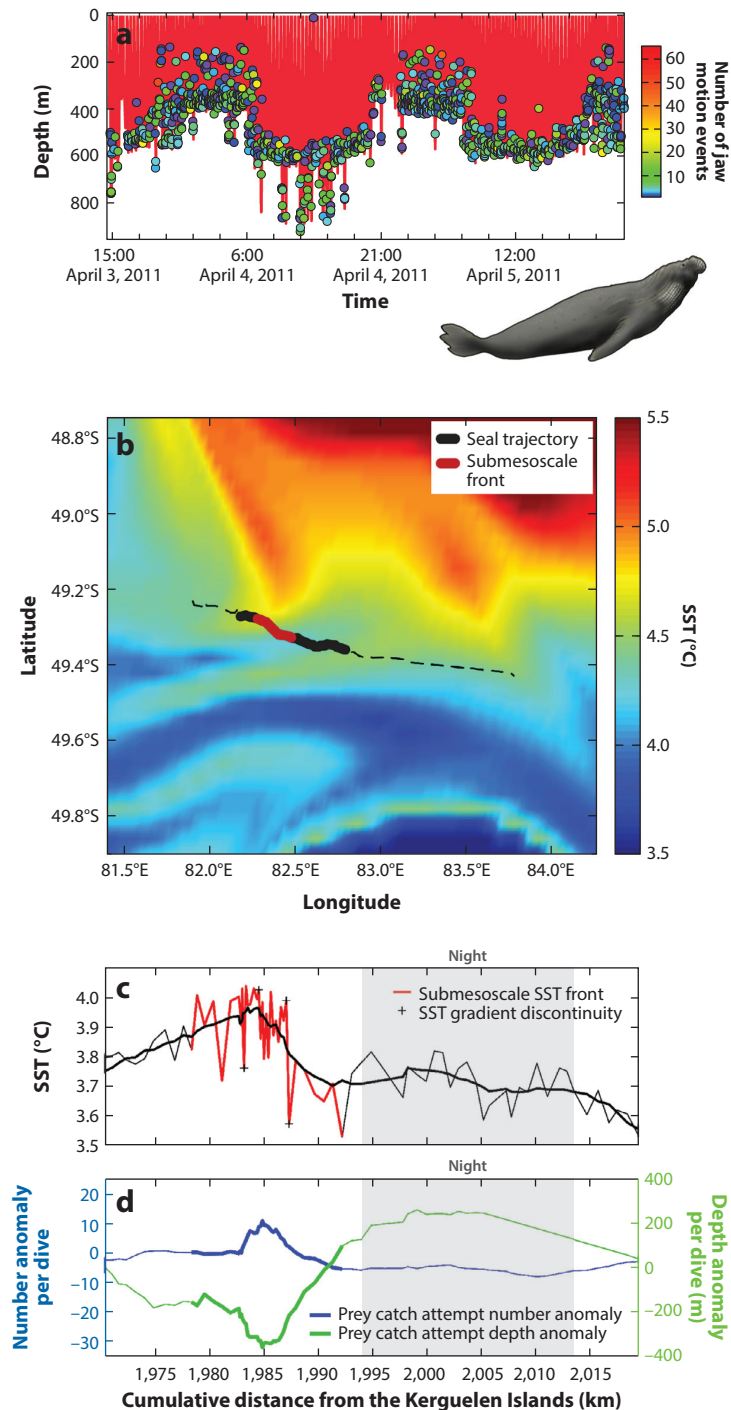 a
Depth (m)
0
200
400
600
800
15:00
April 3, 2011
6:00
April 4, 2011
21:00
April 4, 2011
12:00
April 5, 2011
Time
60
50
40
30
20
10
Number of jaw
motion events
b
Seal trajectory
Submesoscale
front
Latitude
48.8°S
49.0°S
49.2°S
49.4°S
49.6°S
49.8°S
81.5°E
82.0°E
82.5°E
83.0°E
83.5°E
84.0°E
Longitude
5.5
5.0
4.5
4.0
3.5
SST (°C)
Night
c
Submesoscale SST front
SST gradient discontinuity
SST (°C)
4.0
3.9
3.8
3.7
3.6
3.5
Night
d
Number anomaly
per dive
20
10
0
−10
−20
−30
400
200
0
−200
−400
Depth anomaly
per dive (m)
Prey catch attempt number anomaly
Prey catch attempt depth anomaly
1,975
1,980
1,985
1,990
1,995
2,000
2,005
2,010
2,015
Cumulative distance from the Kerguelen Islands (km)